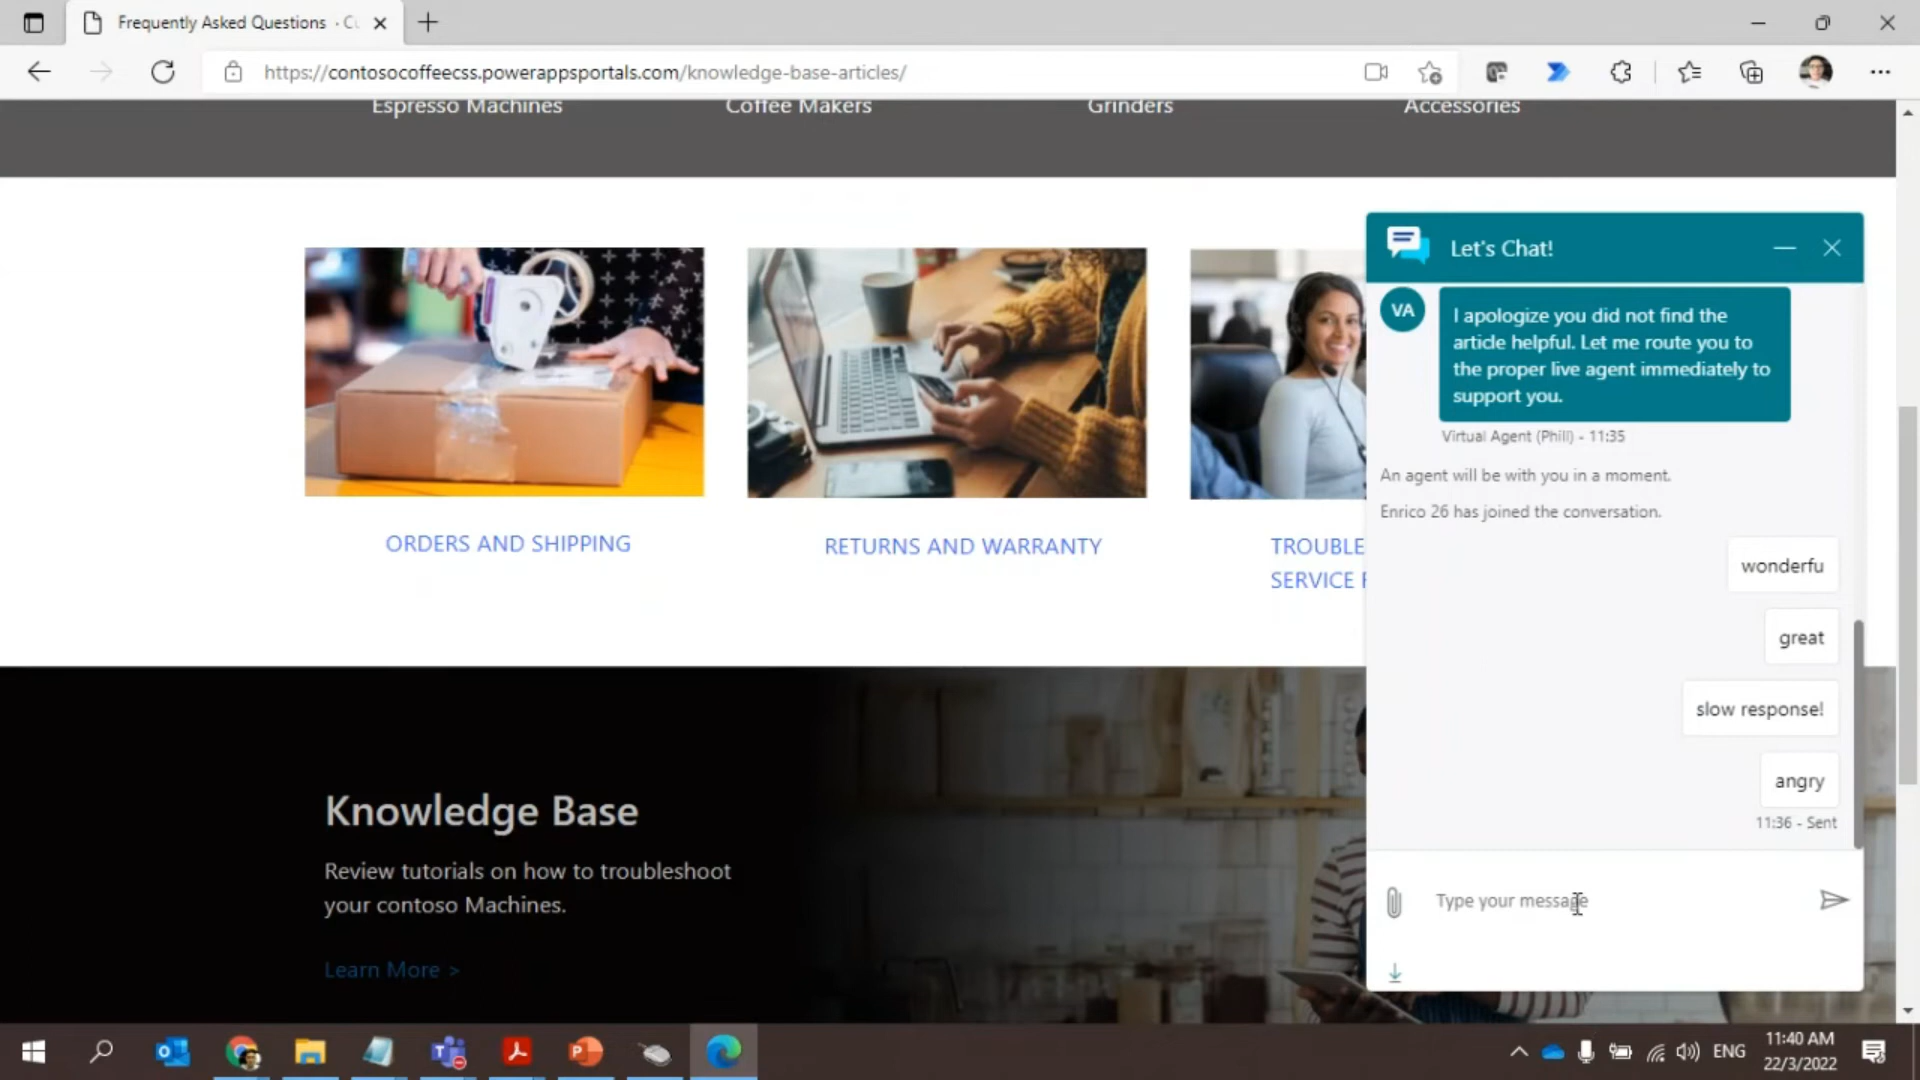 Frequently Asked Questions · Cu
https://contosocoffeecss.powerappsportals.com/knowledge-base-articles/
Espresso Machines
Coffee Makers
Grinders
Accessories
ORDERS AND SHIPPING
RETURNS AND WARRANTY
TROUBLE
SERVICE
Knowledge Base
Review tutorials on how to troubleshoot
your contoso Machines.
Learn More >
Let's Chat!
VA
I apologize you did not find the
article helpful. Let me route you to
the proper live agent immediately to
support you.
Virtual Agent (Phill) - 11:35
An agent will be with you in a moment.
Enrico 26 has joined the conversation.
wonderfu
great
slow response!
angry
11:36 - Sent
Type your message
ENG
11:40 AM
22/3/2022